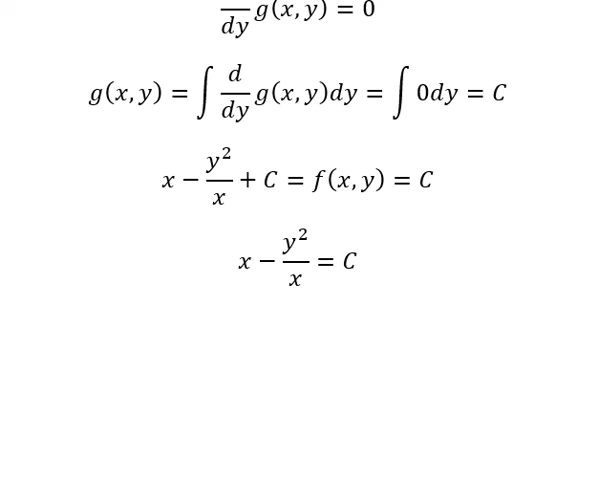 d/dy g(x, y) = 0
g(x, y) = ∫ d/dy g(x, y)dy = ∫ 0dy = C
x − y²/x + C = f(x, y) = C
x − y²/x = C